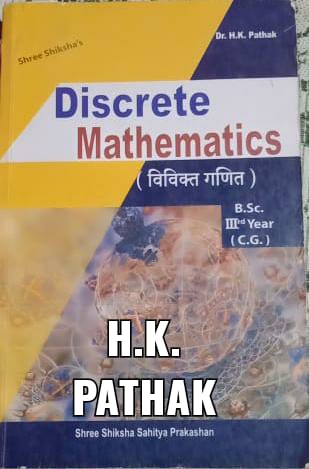 Dr. H.K. Pathak
Shree Shiksha's
Discrete
Mathematics
( विविक्त गणित )
B.Sc.
IIIrd Year
( C.G. )
H.K.
PATHAK
Shree Shiksha Sahitya Prakashan